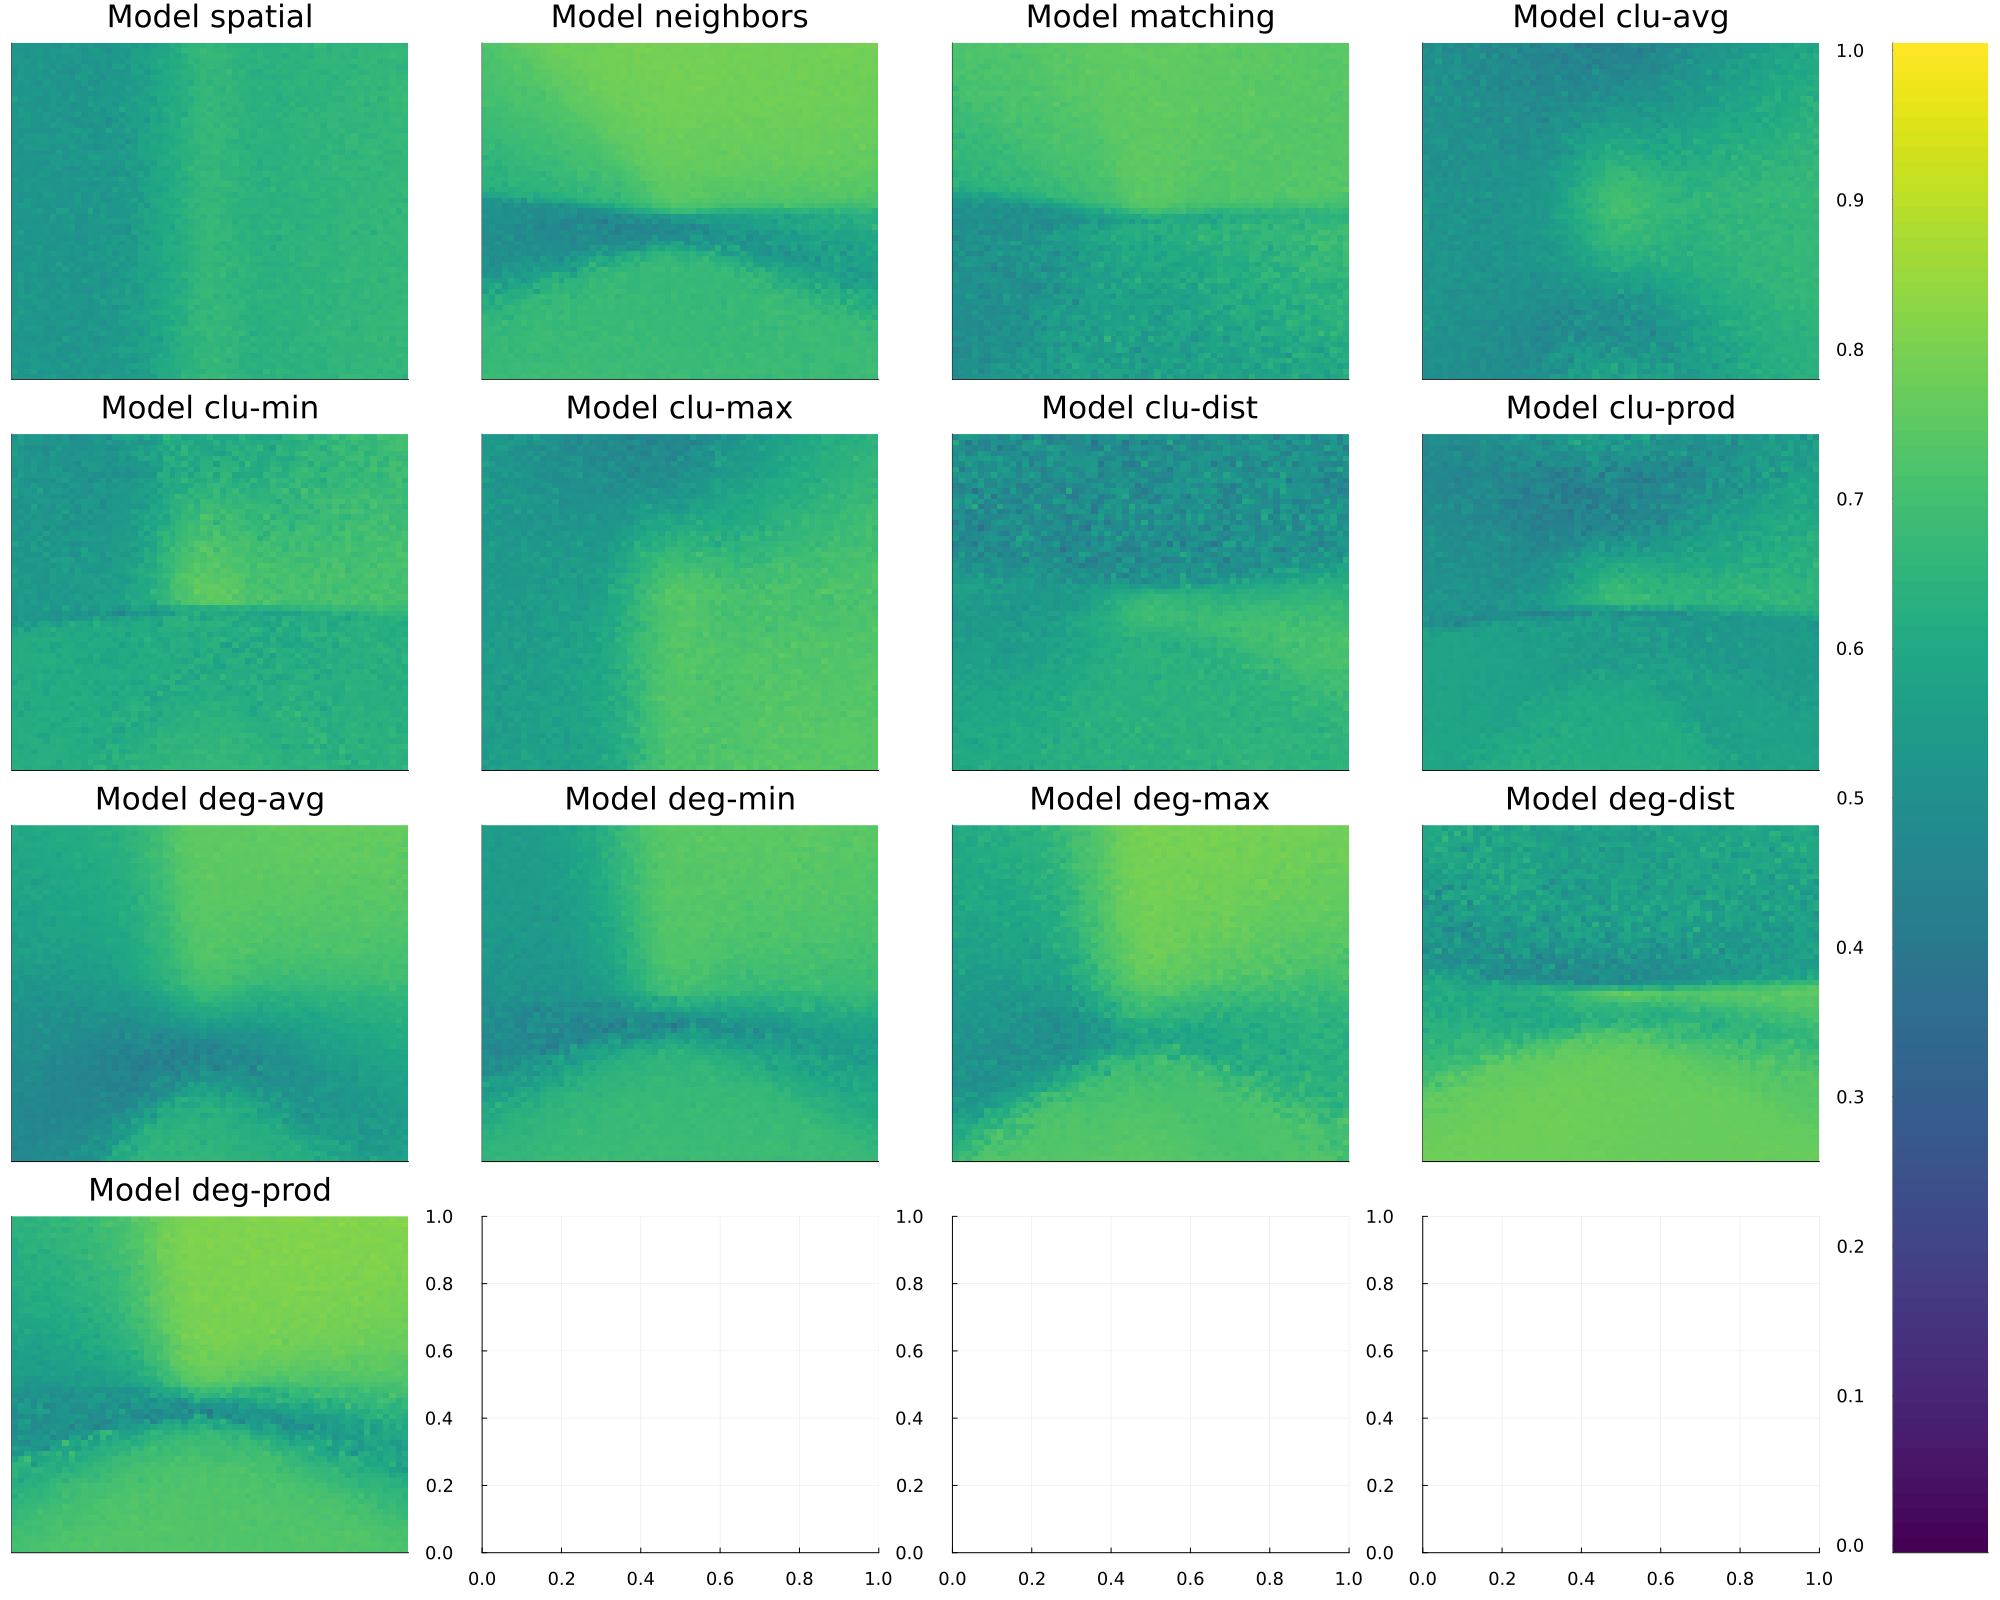 Model spatial
Model neighbors
Model matching
Model clu-avg
1.0
0.9
0.8
Model clu-min
Model clu-max
Model clu-dist
Model clu-prod
0.7
0.6
0.5
Model deg-avg
Model deg-min
Model deg-max
Model deg-dist
0.4
0.3
Model deg-prod
0.2
0.1
0.0
1.0
0.8
0.6
0.4
0.2
0.0
0.0 0.2 0.4 0.6 0.8 1.0
1.0
0.8
0.6
0.4
0.2
0.0
0.0 0.2 0.4 0.6 0.8 1.0
1.0
0.8
0.6
0.4
0.2
0.0
0.0 0.2 0.4 0.6 0.8 1.0